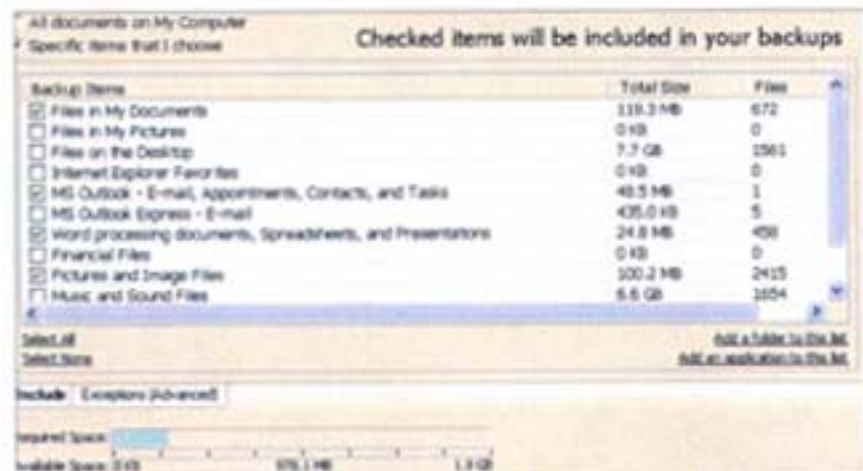 All documents on My Computer
Specific items that I choose
Checked items will be included in your backups
Backup Items Total Size Files
Files in My Documents 119.3 MB 672
Files in My Pictures 0 KB 0
Files on the Desktop 7.7 GB 1561
Internet Explorer Favorites 0 KB 0
MS Outlook - E-mail, Appointments, Contacts, and Tasks 48.5 MB 1
MS Outlook Express - E-mail 435.0 KB 5
Word processing documents, Spreadsheets, and Presentations 24.8 MB 458
Financial Files 0 KB 0
Pictures and Image Files 100.2 MB 2415
Music and Sound Files 6.6 GB 1654
Select All Add a folder to this list
Select None Add an application to this list
Include Exceptions (Advanced)
Required Space:
Available Space: 0 KB 978.1 MB 1.9 GB